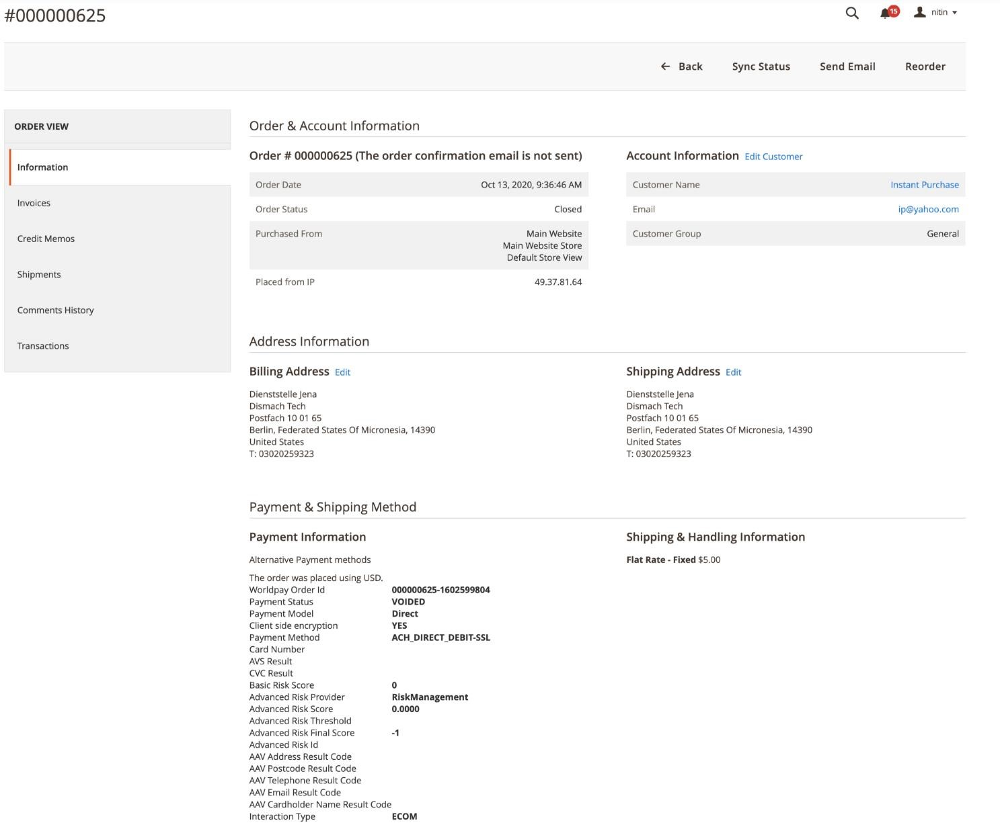 #000000625
15
nitin
← Back Sync Status Send Email Reorder
ORDER VIEW
Information
Invoices
Credit Memos
Shipments
Comments History
Transactions
Order & Account Information
Order # 000000625 (The order confirmation email is not sent)
Order Date Oct 13, 2020, 9:36:46 AM
Order Status Closed
Purchased From Main Website
Main Website Store
Default Store View
Placed from IP 49.37.81.64
Account Information Edit Customer
Customer Name Instant Purchase
Email ip@yahoo.com
Customer Group General
Address Information
Billing Address Edit
Dienststelle Jena
Dismach Tech
Postfach 10 01 65
Berlin, Federated States Of Micronesia, 14390
United States
T: 03020259323
Shipping Address Edit
Dienststelle Jena
Dismach Tech
Postfach 10 01 65
Berlin, Federated States Of Micronesia, 14390
United States
T: 03020259323
Payment & Shipping Method
Payment Information
Alternative Payment methods
The order was placed using USD.
Worldpay Order Id 000000625-1602599804
Payment Status VOIDED
Payment Model Direct
Client side encryption YES
Payment Method ACH_DIRECT_DEBIT-SSL
Card Number
AVS Result
CVC Result
Basic Risk Score 0
Advanced Risk Provider RiskManagement
Advanced Risk Score 0.0000
Advanced Risk Threshold
Advanced Risk Final Score -1
Advanced Risk Id
AAV Address Result Code
AAV Postcode Result Code
AAV Telephone Result Code
AAV Email Result Code
AAV Cardholder Name Result Code
Interaction Type ECOM
Shipping & Handling Information
Flat Rate - Fixed $5.00